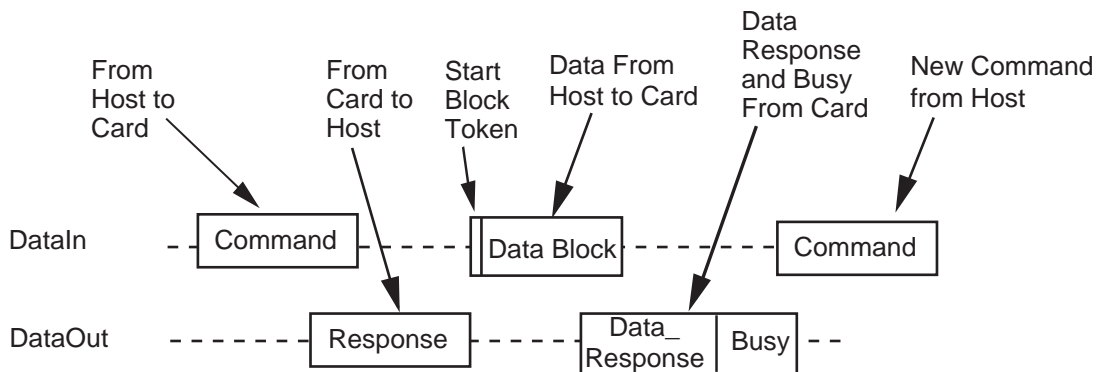 From
Host to
Card
From
Card to
Host
Start
Block
Token
Data From
Host to Card
Data
Response
and Busy
From Card
New Command
from Host
DataIn
Command
Data Block
Command
DataOut
Response
Data_
Response
Busy